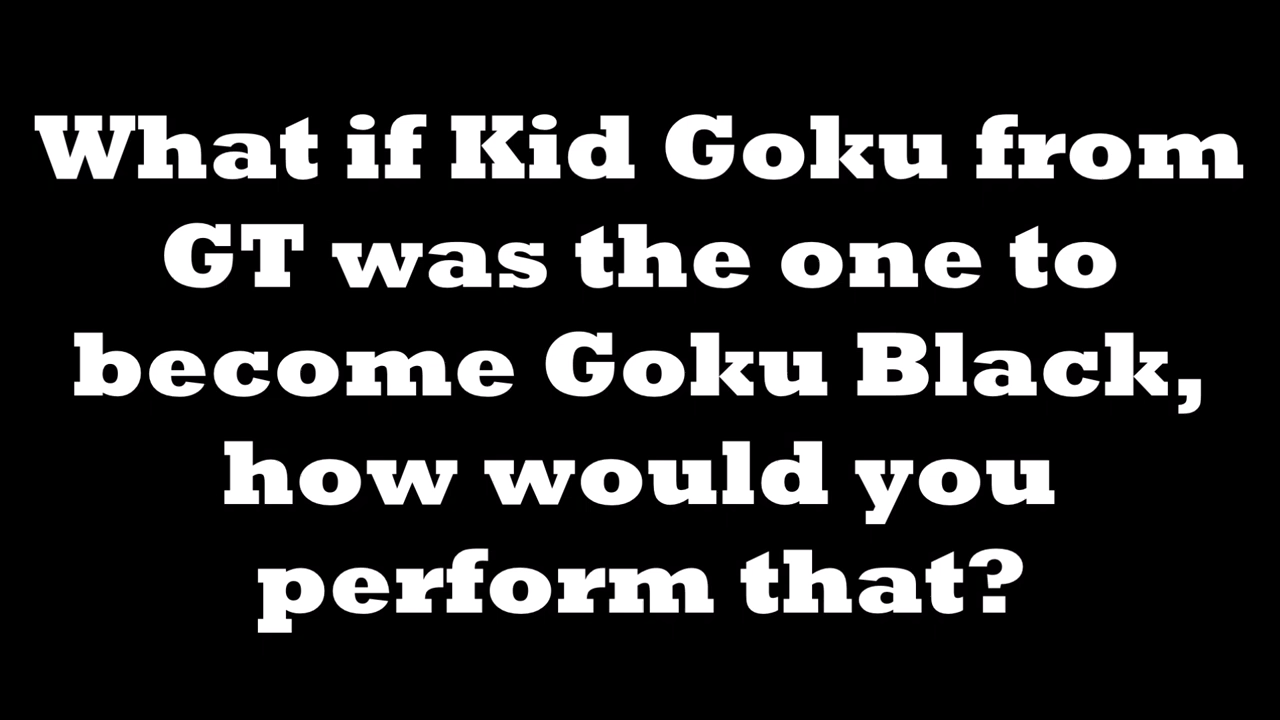 What if Kid Goku from
GT was the one to
become Goku Black,
how would you
perform that?